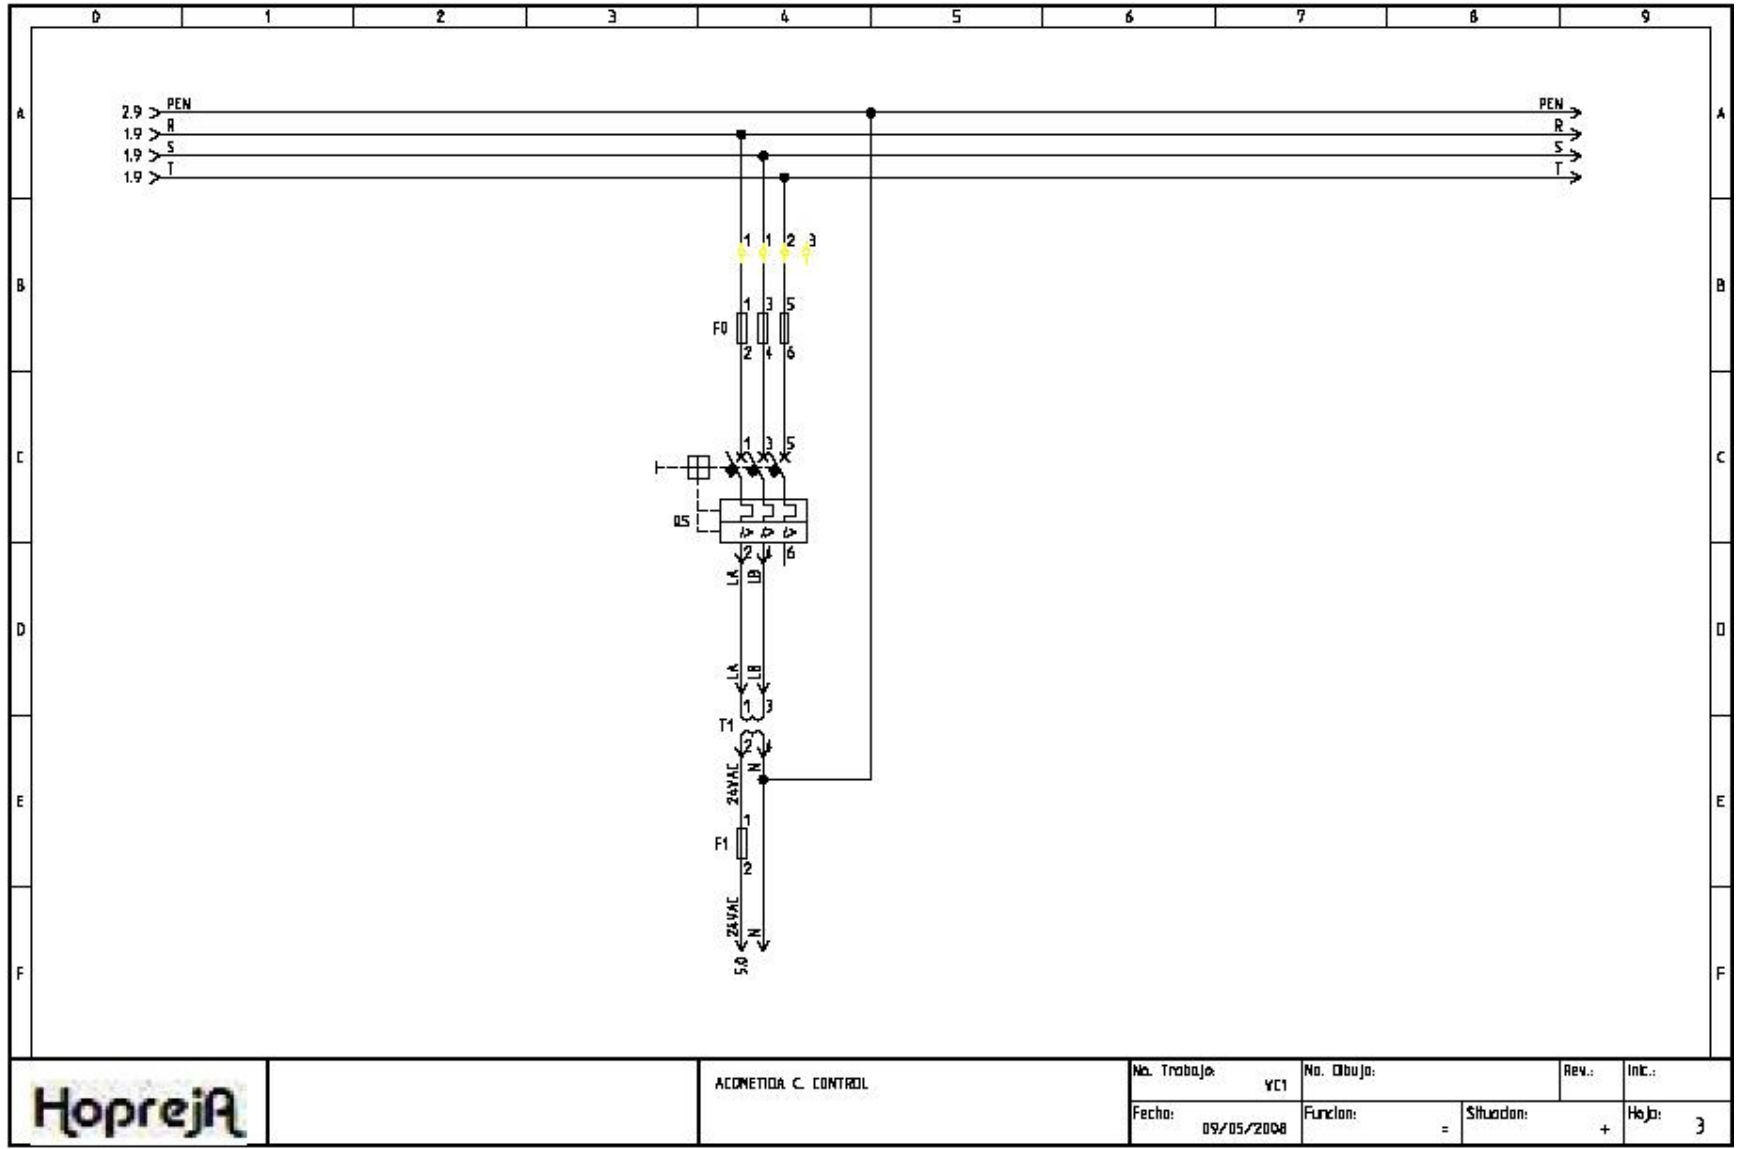 0 1 2 3 4 5 6 7 8 9
A 2.9 PEN PEN A
1.9 R R
1.9 S S
1.9 T T
1 1 2 3
B B
1 3 5
F0
2 4 6
1 3 5
C C
Q5
2 4 6
LA LB
D D
LA LB
1 3
T1
2 4
24VAC N
E E
1
F1
2
24VAC N
5.0
F F
HoprejA
ACOMETIDA C. CONTROL
No. Trabajo: VC1
No. Dibujo:
Rev.:
Inic.:
Fecha: 09/05/2008
Funcion: =
Situacion: +
Hoja: 3